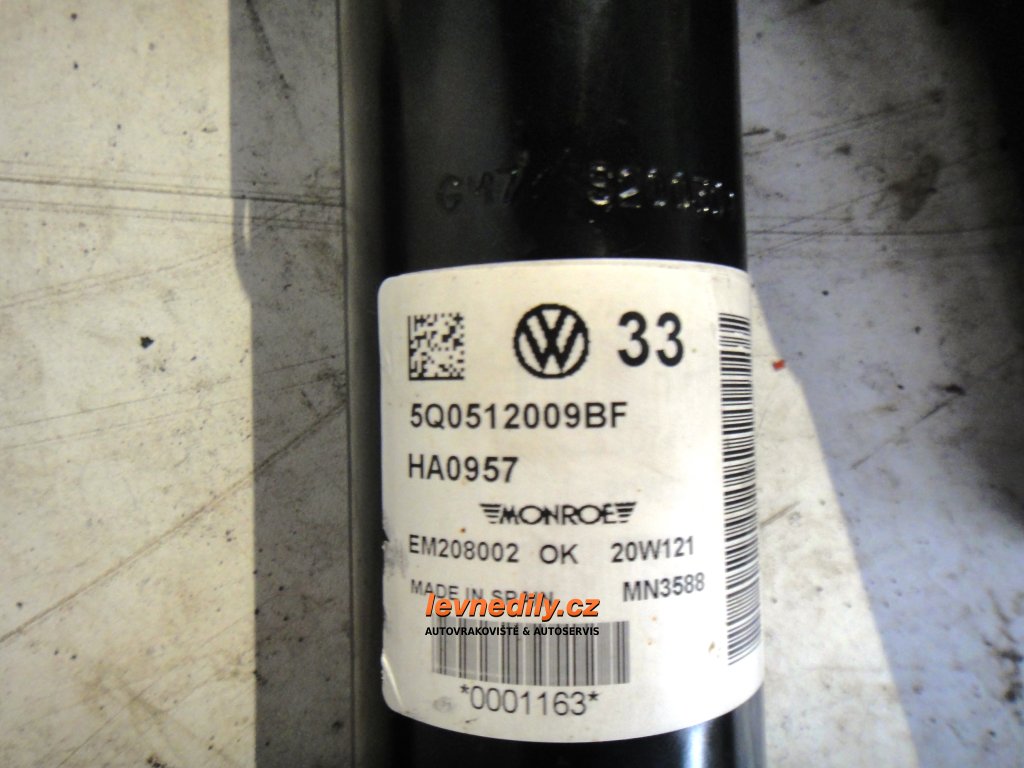 33
5Q0512009BF
HA0957
MONROE
EM208002 OK 20W121
MADE IN SPAIN MN3588
levnedily.cz
AUTOVRAKOVIŠTĚ & AUTOSERVIS
*0001163*